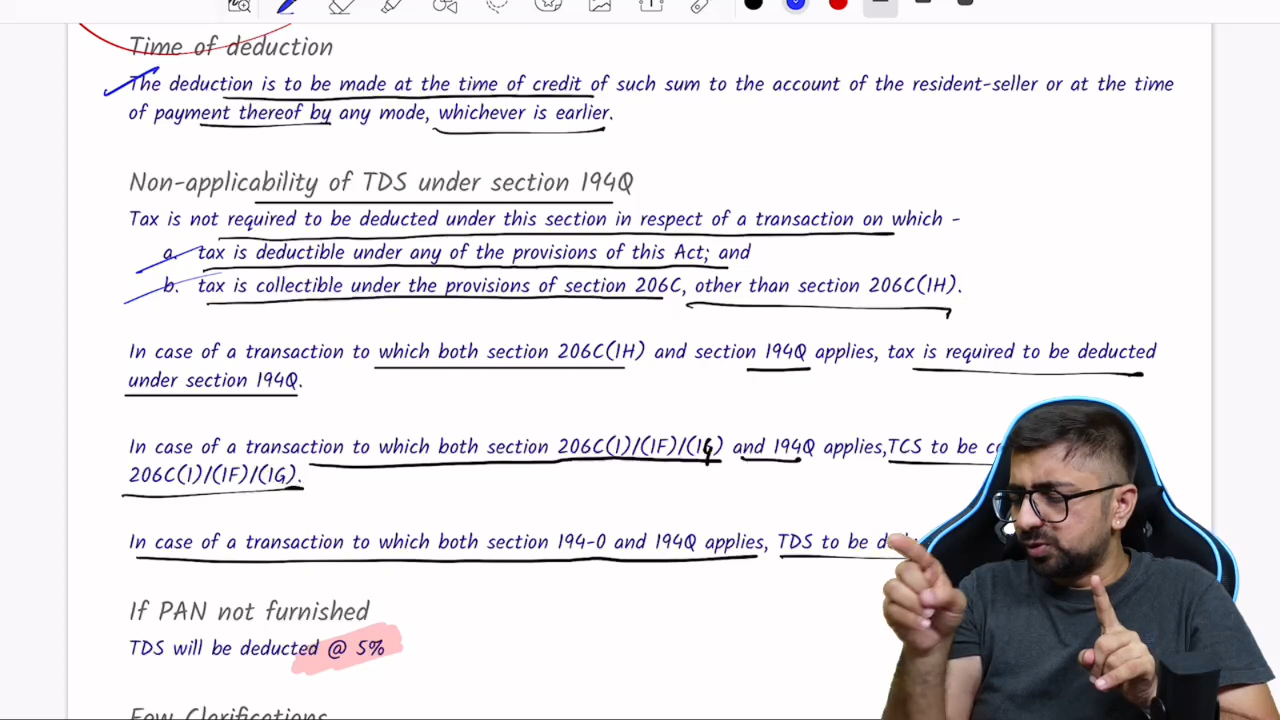 Time of deduction
The deduction is to be made at the time of credit of such sum to the account of the resident-seller or at the time
of payment thereof by any mode, whichever is earlier.
Non-applicability of TDS under section 194Q
Tax is not required to be deducted under this section in respect of a transaction on which -
a. tax is deductible under any of the provisions of this Act; and
b. tax is collectible under the provisions of section 206C, other than section 206C(1H).
In case of a transaction to which both section 206C(1H) and section 194Q applies, tax is required to be deducted
under section 194Q.
In case of a transaction to which both section 206C(1)/(1F)/(1G) and 194Q applies,TCS to be
206C(1)/(1F)/(1G).
In case of a transaction to which both section 194-O and 194Q applies, TDS to be
If PAN not furnished
TDS will be deducted @ 5%
Few Clarifications